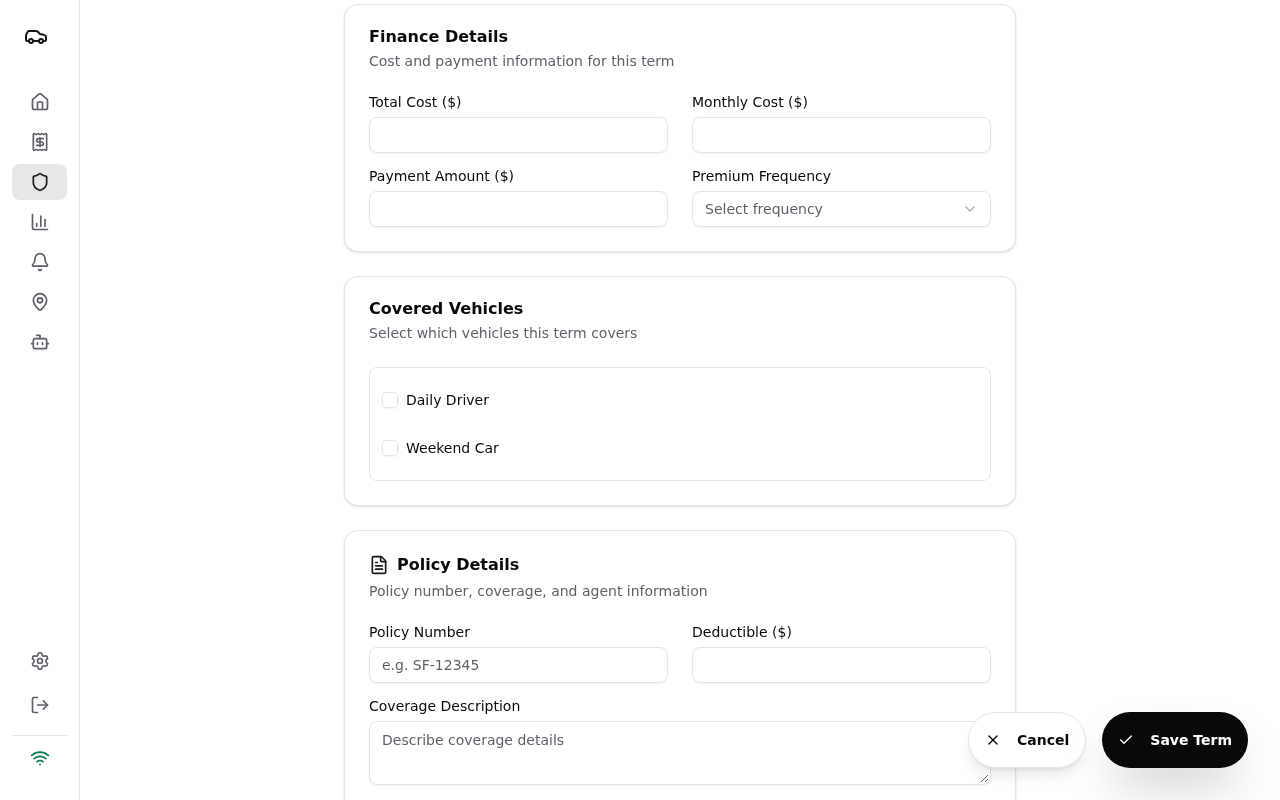 Finance Details
Cost and payment information for this term
Total Cost ($)
Monthly Cost ($)
Payment Amount ($)
Premium Frequency
Select frequency
Covered Vehicles
Select which vehicles this term covers
Daily Driver
Weekend Car
Policy Details
Policy number, coverage, and agent information
Policy Number
Deductible ($)
e.g. SF-12345
Coverage Description
Describe coverage details
Cancel
Save Term